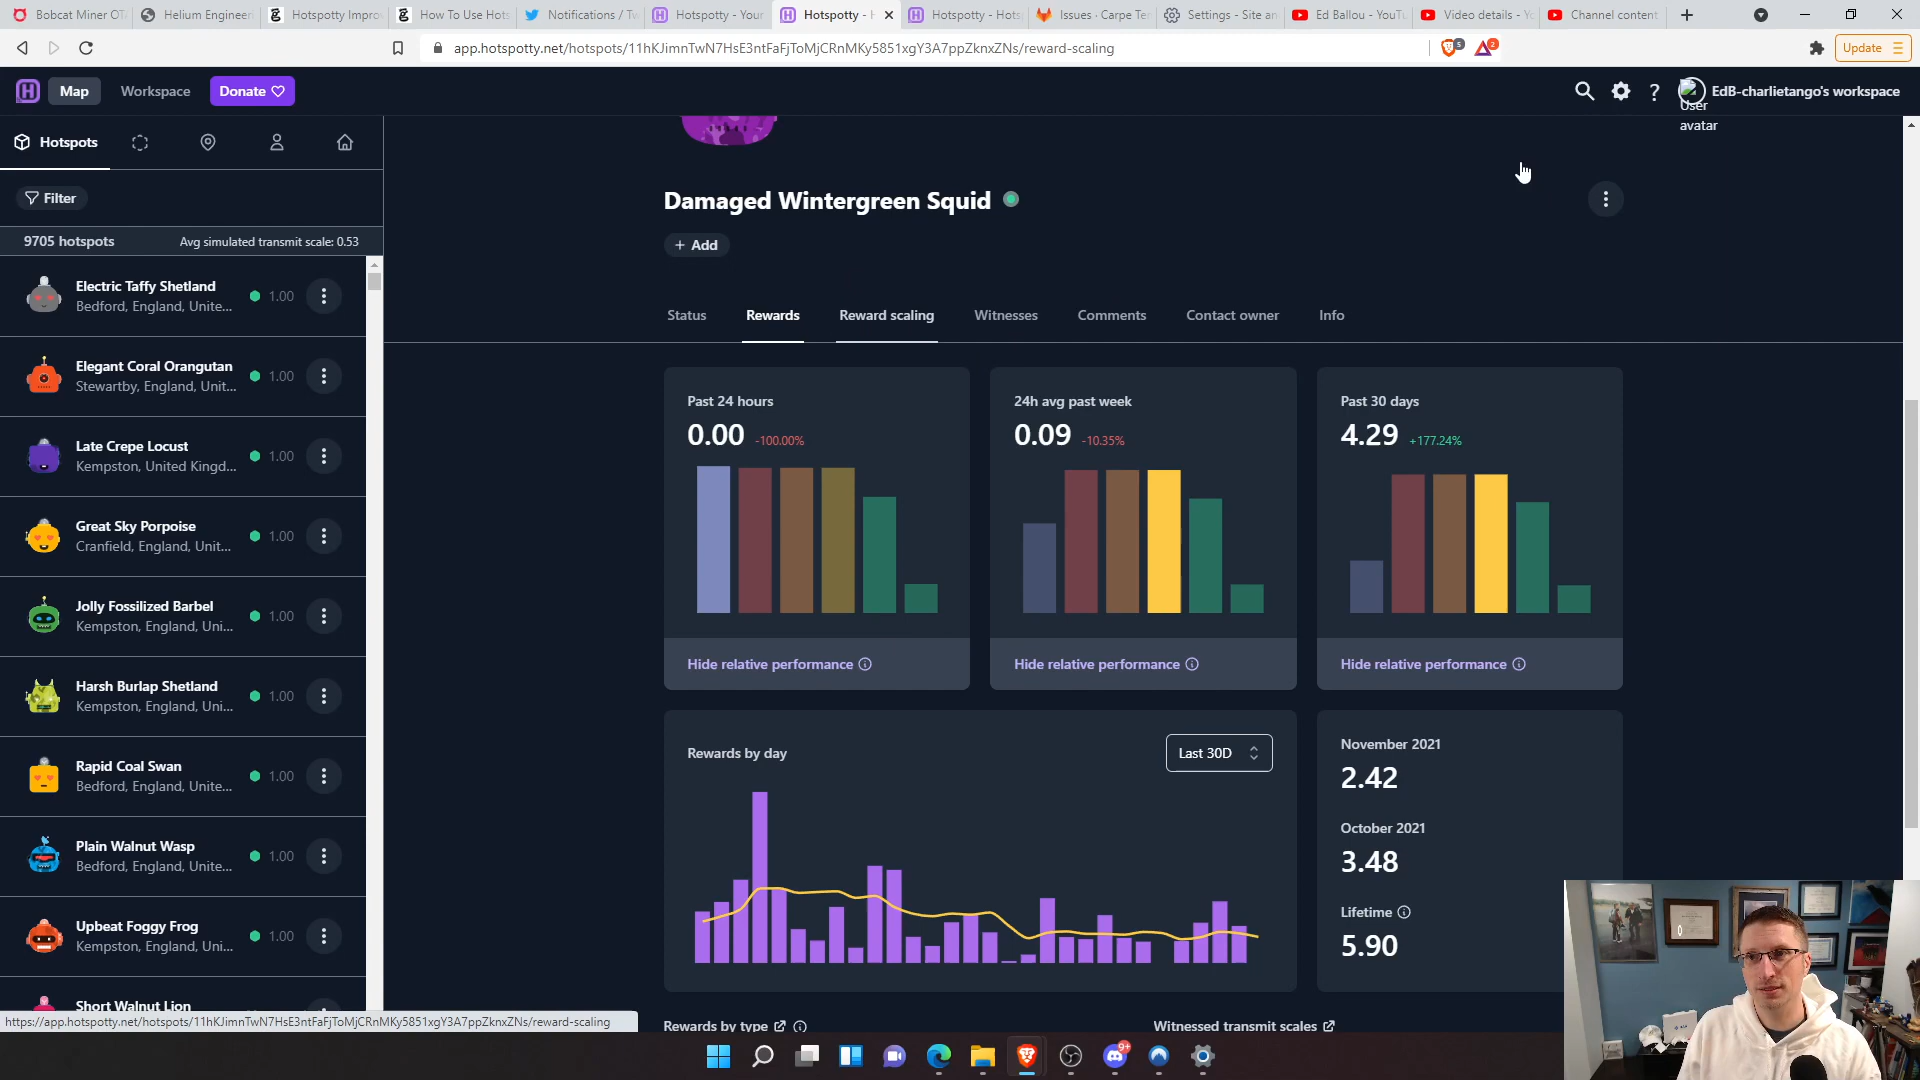 Bobcat Miner OT
Helium Engineeri
Hotspotty Impro
How To Use Hots
Notifications / Tw
Hotspotty - Your
Hotspotty - H
Hotspotty - Hots
Issues · Carpe Te
Settings - Site an
Ed Ballou - YouTu
Video details - Yo
Channel content
app.hotspotty.net/hotspots/11hKJimnTwN7HsE3ntFaFjToMjCRnMKy5851xgY3A7ppZknxZNs/reward-scaling
5
2
Update
Map
Workspace
Donate
?
User avatar
EdB-charlietango's workspace
Hotspots
Filter
9705 hotspots
Avg simulated transmit scale: 0.53
Electric Taffy Shetland
Bedford, England, Unite...
1.00
Elegant Coral Orangutan
Stewartby, England, Unit...
1.00
Late Crepe Locust
Kempston, United Kingd...
1.00
Great Sky Porpoise
Cranfield, England, Unit...
1.00
Jolly Fossilized Barbel
Kempston, England, Uni...
1.00
Harsh Burlap Shetland
Kempston, England, Uni...
1.00
Rapid Coal Swan
Bedford, England, Unite...
1.00
Plain Walnut Wasp
Bedford, England, Unite...
1.00
Upbeat Foggy Frog
Kempston, England, Uni...
1.00
Short Walnut Lion
https://app.hotspotty.net/hotspots/11hKJimnTwN7HsE3ntFaFjToMjCRnMKy5851xgY3A7ppZknxZNs/reward-scaling
Damaged Wintergreen Squid
+ Add
Status
Rewards
Reward scaling
Witnesses
Comments
Contact owner
Info
Past 24 hours
0.00 -100.00%
Hide relative performance
24h avg past week
0.09 -10.35%
Hide relative performance
Past 30 days
4.29 +177.24%
Hide relative performance
Rewards by day
Last 30D
November 2021
2.42
October 2021
3.48
Lifetime
5.90
Rewards by type
Witnessed transmit scales
9+